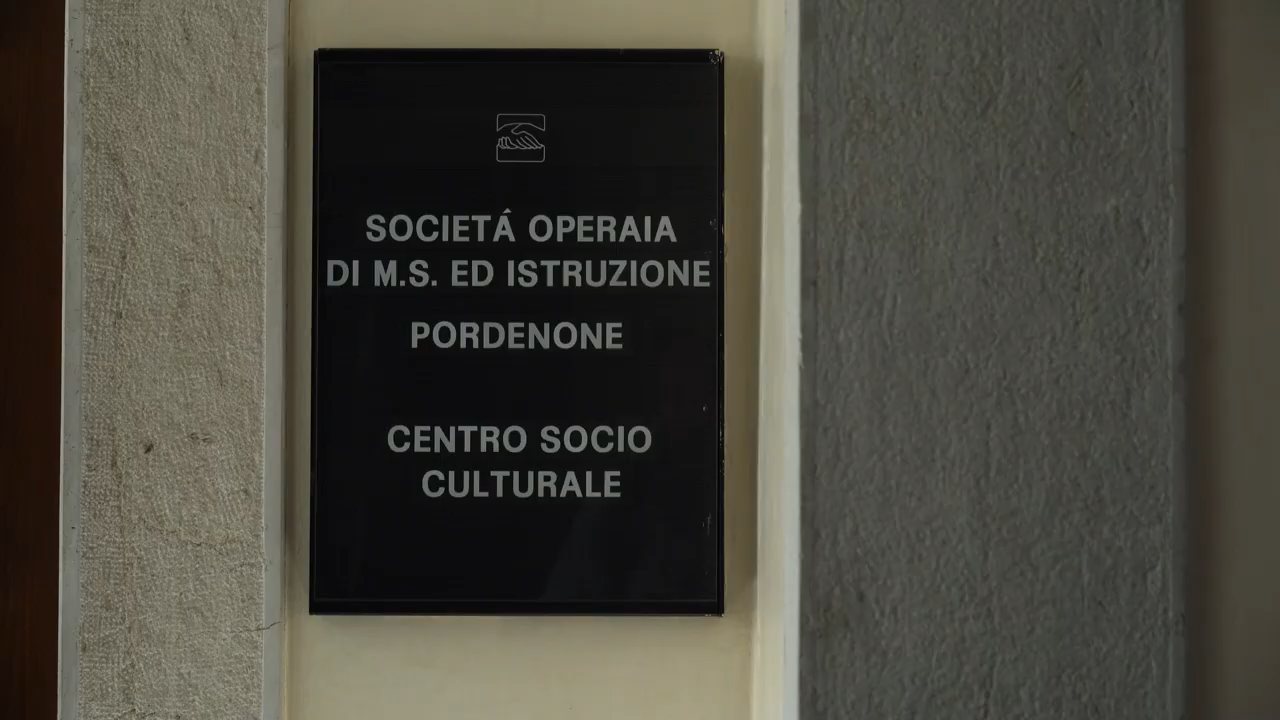 SOCIETÁ OPERAIA
DI M.S. ED ISTRUZIONE
PORDENONE
CENTRO SOCIO
CULTURALE